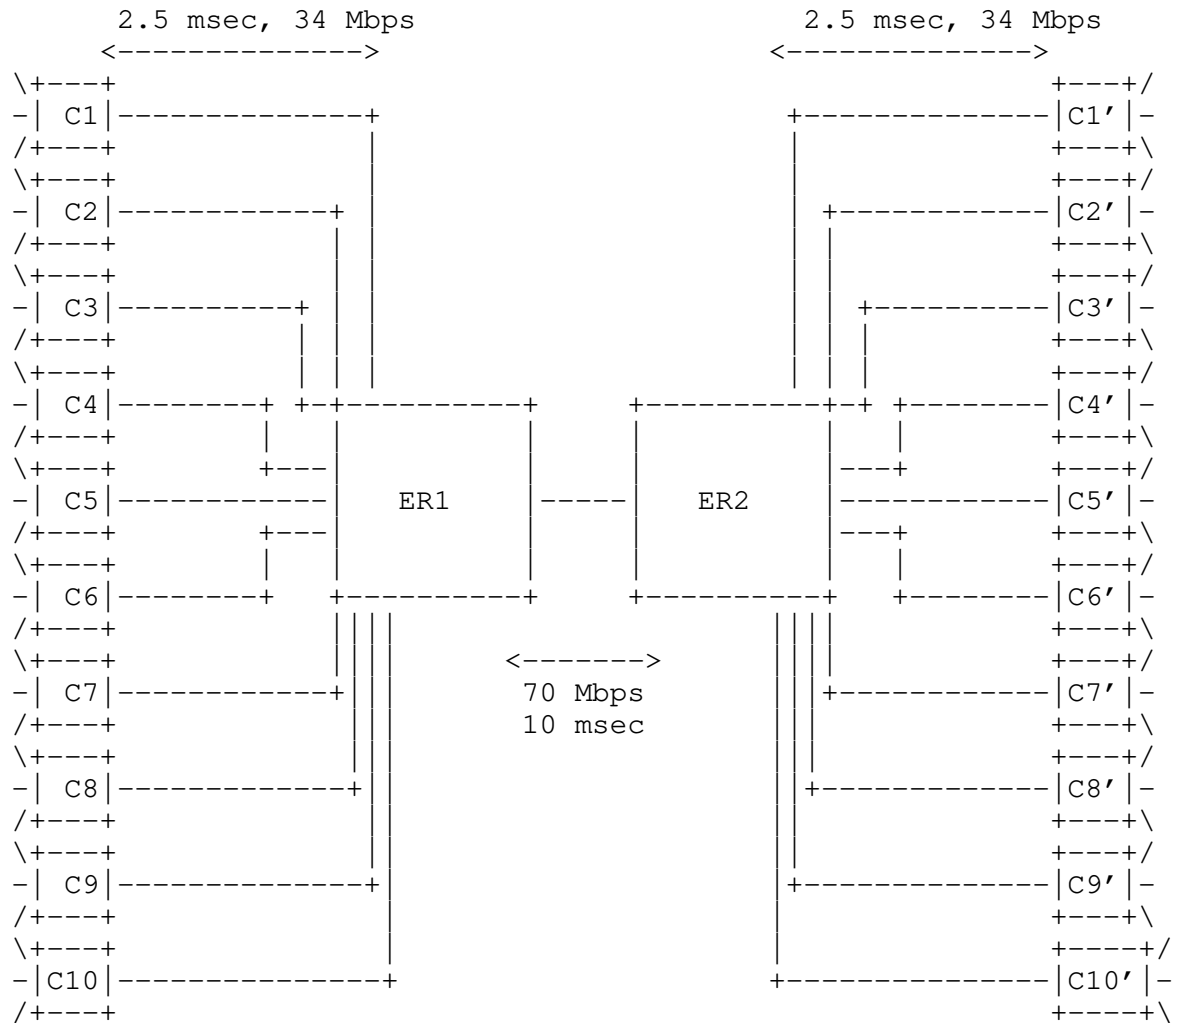 2.5 msec, 34 Mbps 2.5 msec, 34 Mbps
C1 C1′
C2 C2′
C3 C3′
C4 C4′
C5 ER1 ER2 C5′
C6 C6′
C7 70 Mbps C7′
10 msec
C8 C8′
C9 C9′
C10 C10′